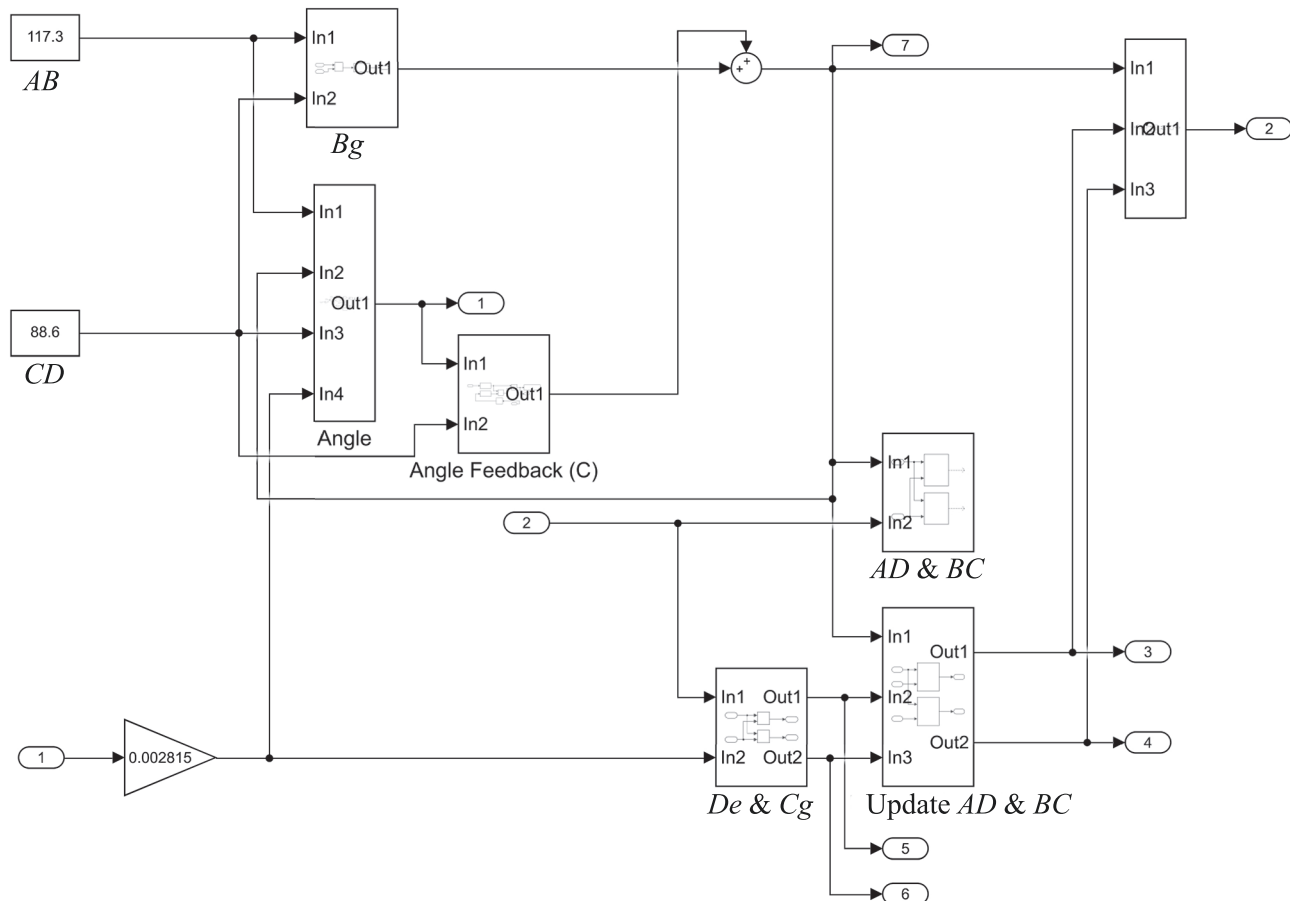 117.3
AB
In1
In2
Out1
Bg
+
+
7
In1
In2
Out1
In3
2
In1
In2
Out1
In3
In4
Angle
1
88.6
CD
In1
Out1
In2
Angle Feedback (C)
2
In1
In2
AD & BC
In1
Out1
In2
Out2
In3
Update AD & BC
3
4
In1
Out1
In2
Out2
De & Cg
1
0.002815
5
6